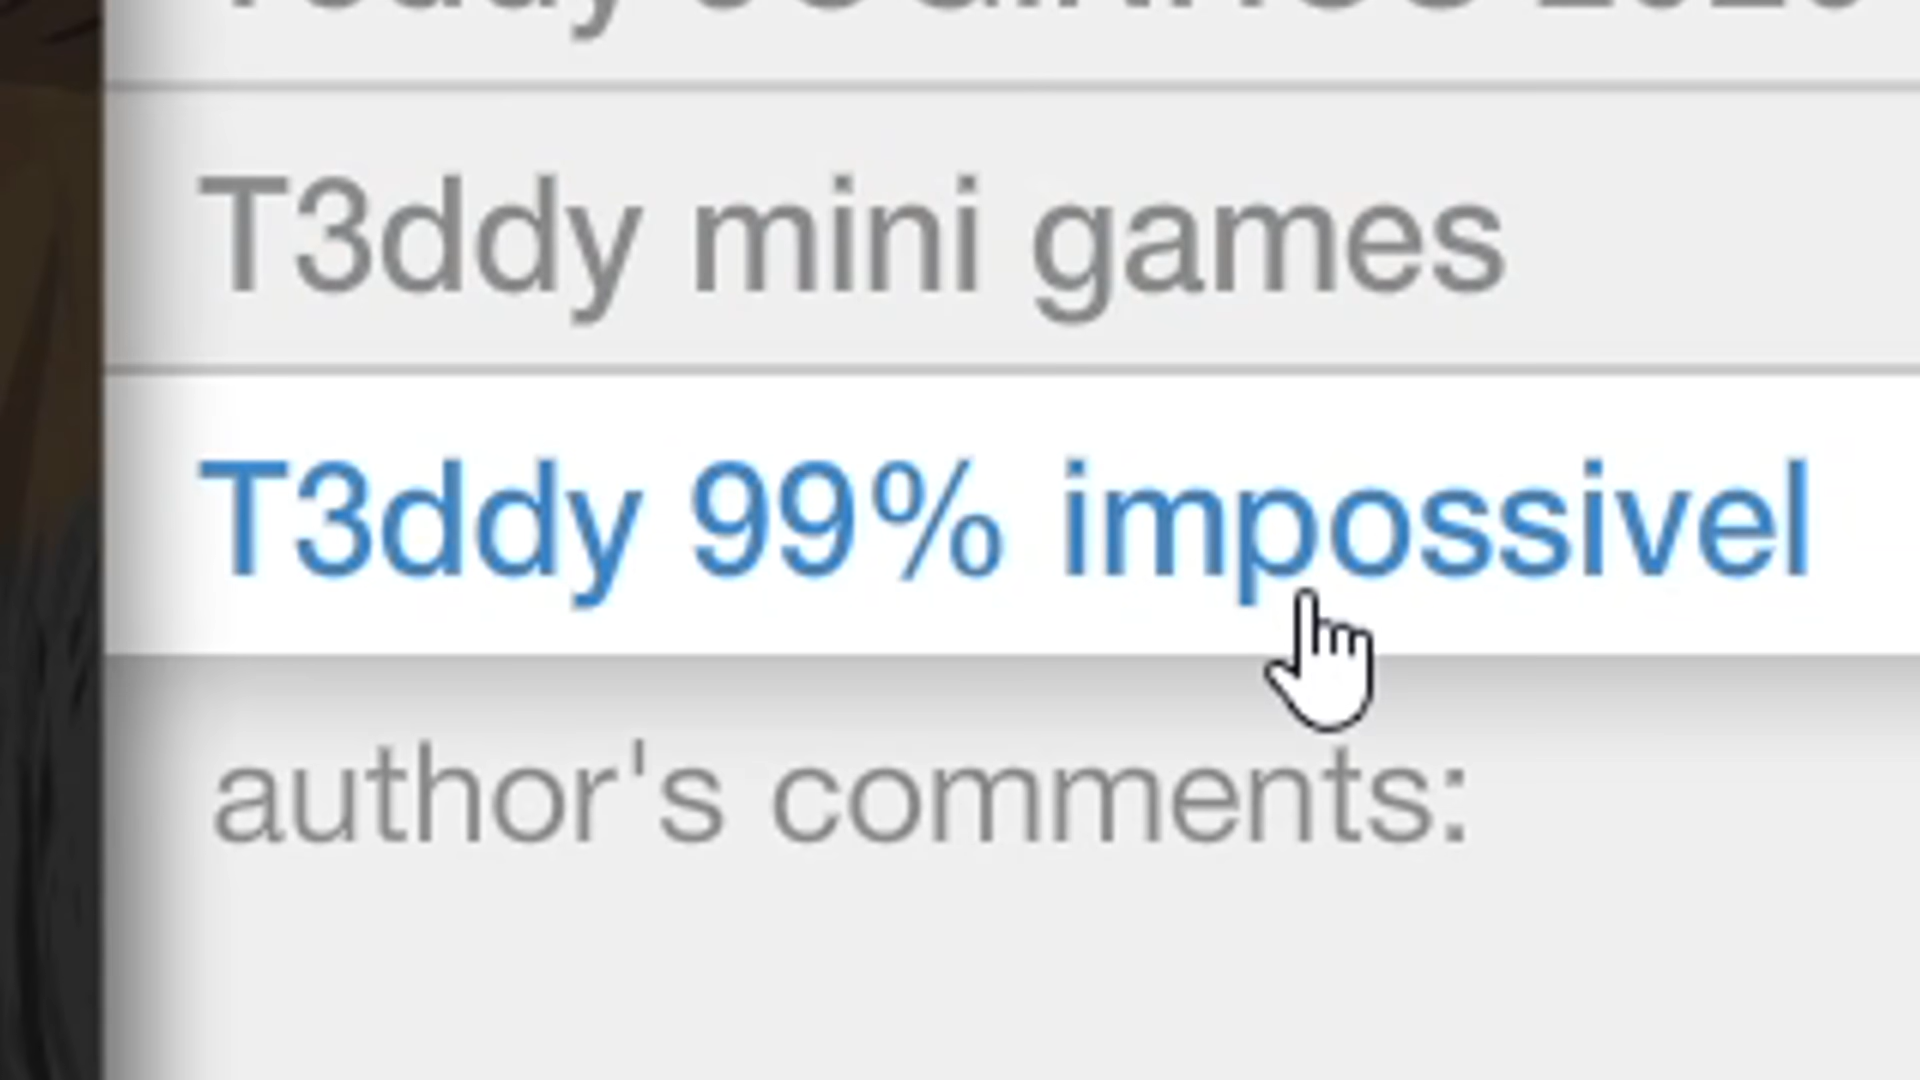 T3ddy mini games
T3ddy 99% impossivel
author's comments: